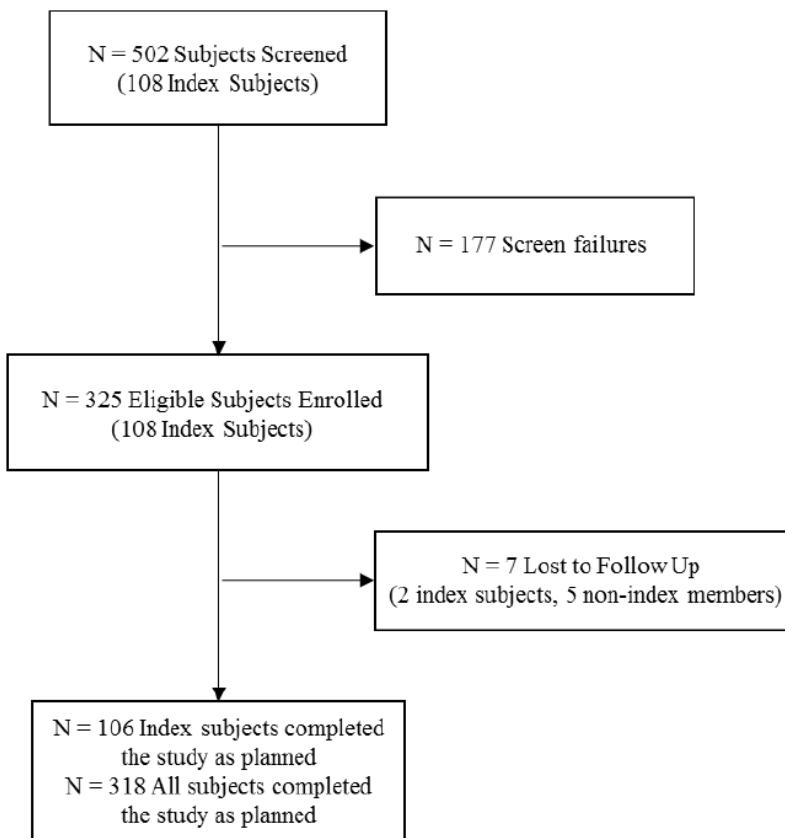 N = 502 Subjects Screened
(108 Index Subjects)
N = 177 Screen failures
N = 325 Eligible Subjects Enrolled
(108 Index Subjects)
N = 7 Lost to Follow Up
(2 index subjects, 5 non-index members)
N = 106 Index subjects completed
the study as planned
N = 318 All subjects completed
the study as planned